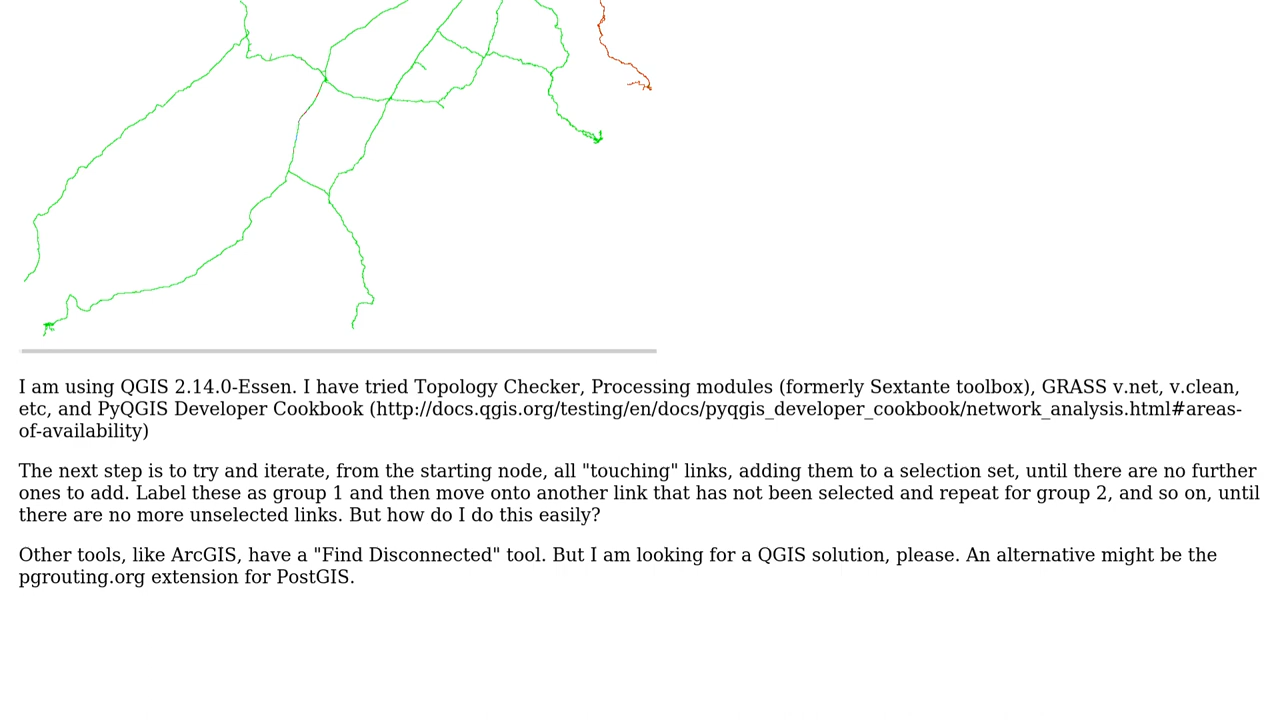 I am using QGIS 2.14.0-Essen. I have tried Topology Checker, Processing modules (formerly Sextante toolbox), GRASS v.net, v.clean,
etc, and PyQGIS Developer Cookbook (http://docs.qgis.org/testing/en/docs/pyqgis_developer_cookbook/network_analysis.html#areas-
of-availability)
The next step is to try and iterate, from the starting node, all "touching" links, adding them to a selection set, until there are no further
ones to add. Label these as group 1 and then move onto another link that has not been selected and repeat for group 2, and so on, until
there are no more unselected links. But how do I do this easily?
Other tools, like ArcGIS, have a "Find Disconnected" tool. But I am looking for a QGIS solution, please. An alternative might be the
pgrouting.org extension for PostGIS.